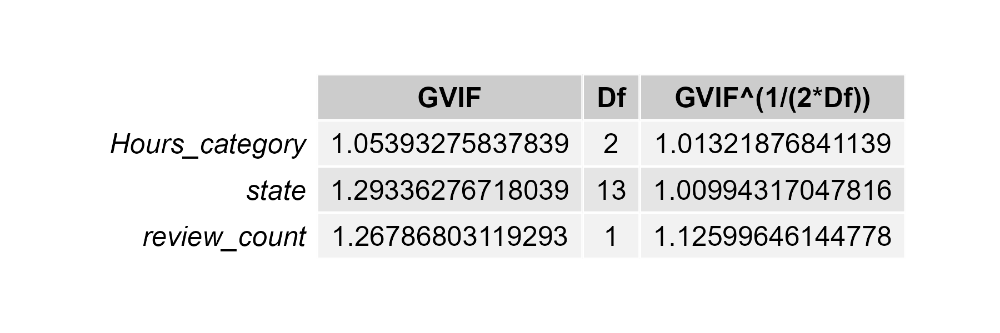 GVIF Df GVIF^(1/(2*Df))
Hours_category 1.05393275837839 2 1.01321876841139
state 1.29336276718039 13 1.00994317047816
review_count 1.26786803119293 1 1.12599646144778